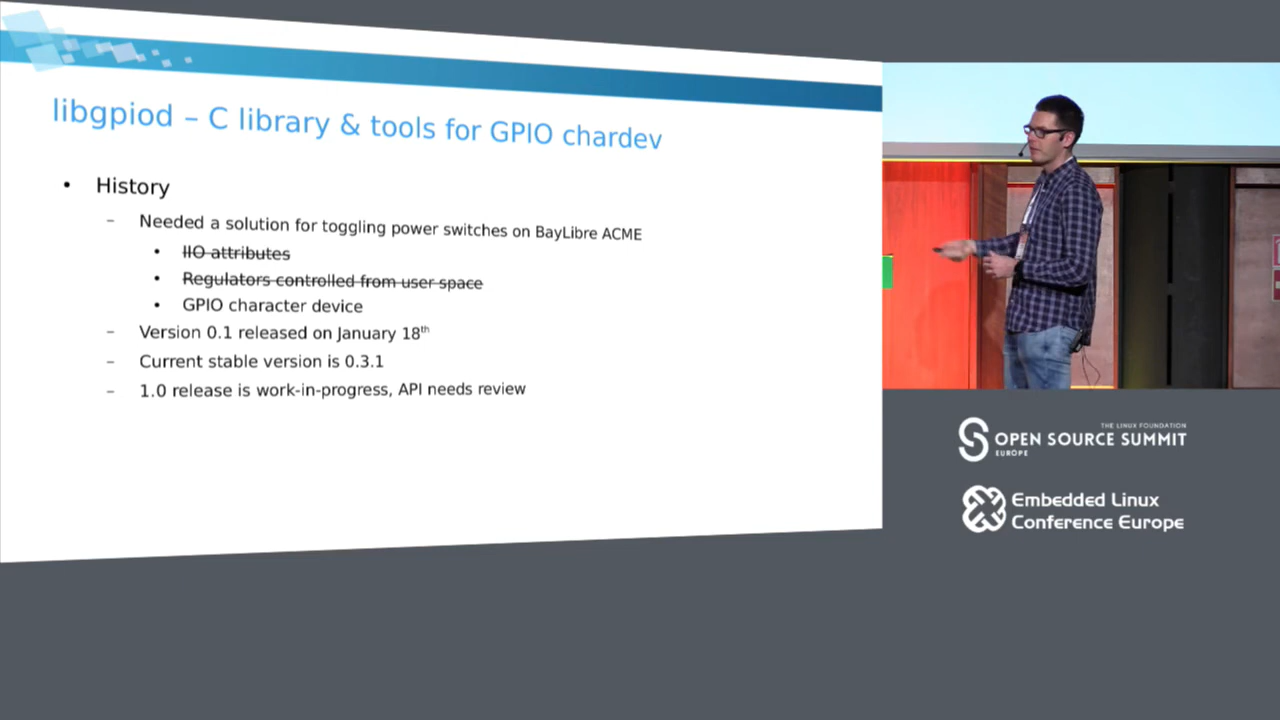 libgpiod – C library & tools for GPIO chardev
• History
– Needed a solution for toggling power switches on BayLibre ACME
• IIO attributes
• Regulators controlled from user space
• GPIO character device
– Version 0.1 released on January 18th
– Current stable version is 0.3.1
– 1.0 release is work-in-progress, API needs review
THE LINUX FOUNDATION
OPEN SOURCE SUMMIT
EUROPE
Embedded Linux
Conference Europe